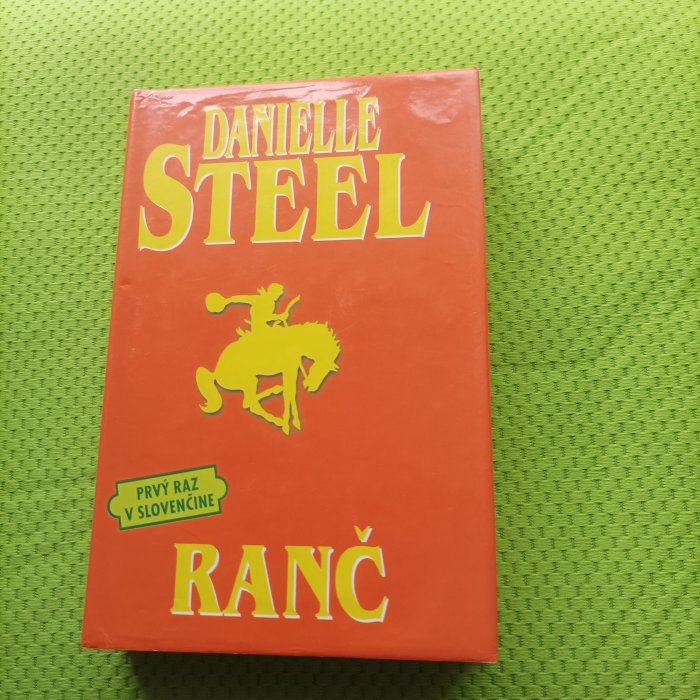 DANIELLE
STEEL
PRVÝ RAZ
V SLOVENČINE
RANČ